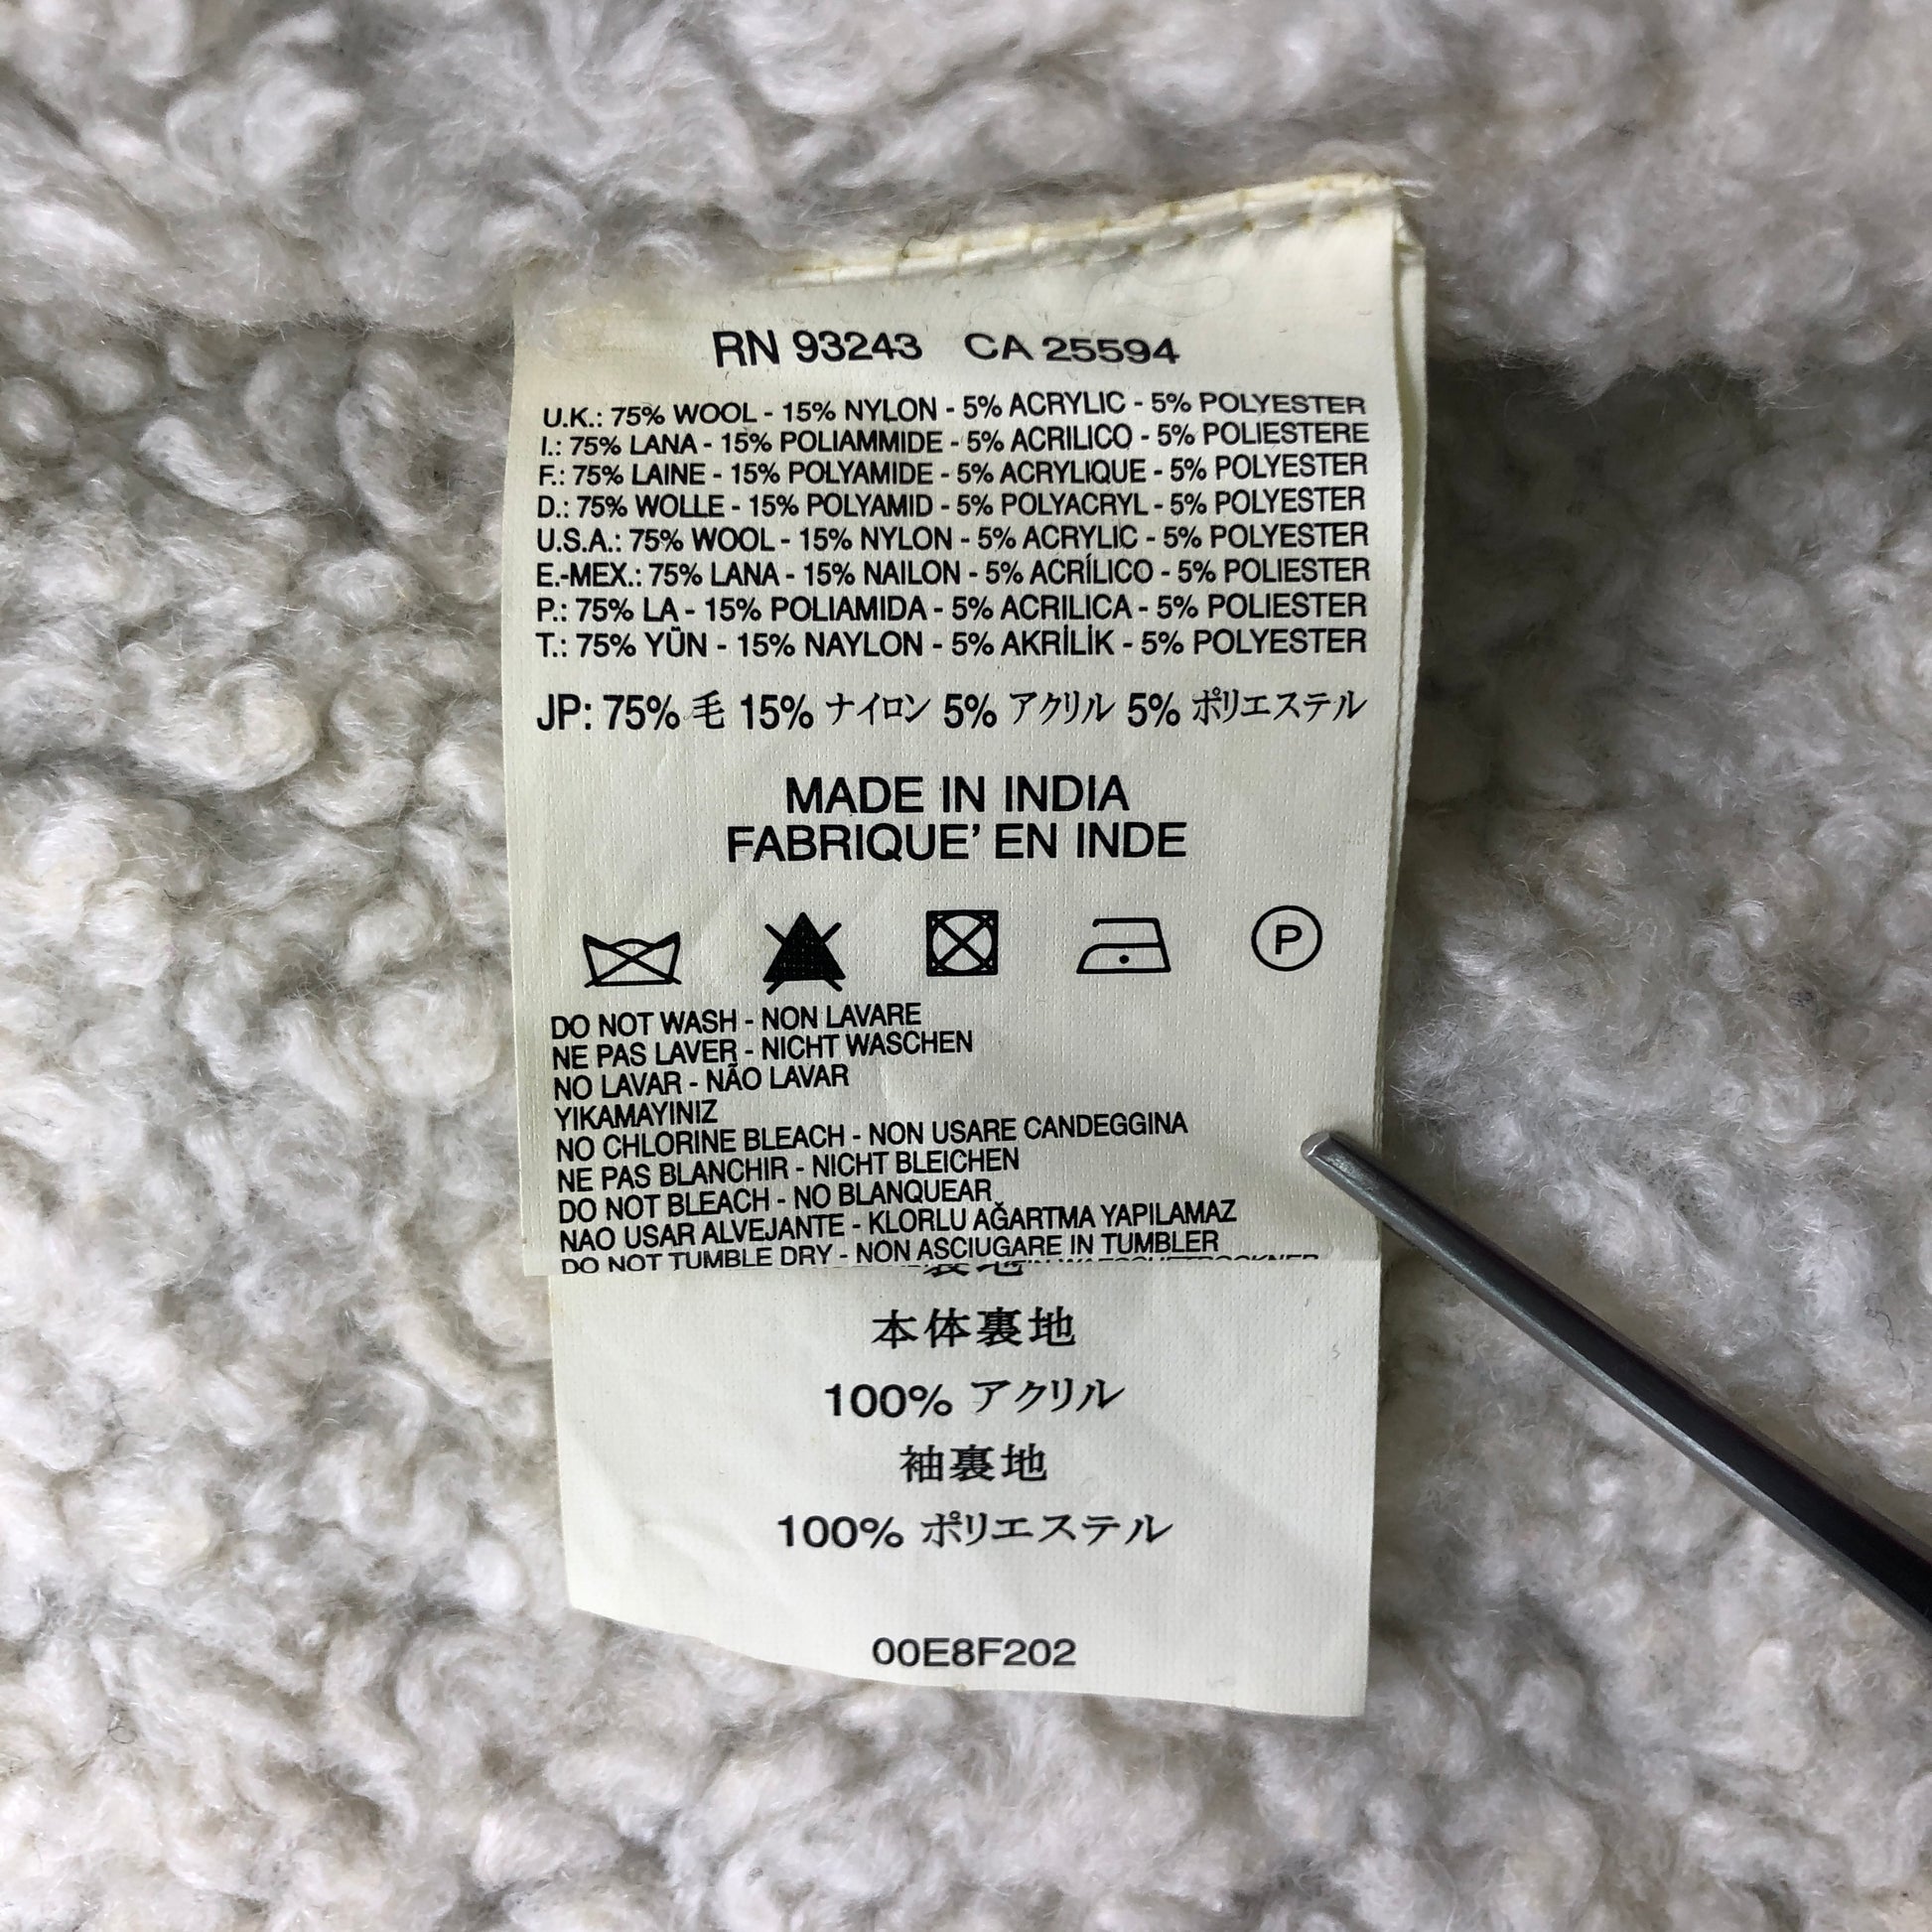 RN 93243 CA 25594
U.K.: 75% WOOL - 15% NYLON - 5% ACRYLIC - 5% POLYESTER
I.: 75% LANA - 15% POLIAMMIDE - 5% ACRILICO - 5% POLIESTERE
F.: 75% LAINE - 15% POLYAMIDE - 5% ACRYLIQUE - 5% POLYESTER
D.: 75% WOLLE - 15% POLYAMID - 5% POLYACRYL - 5% POLYESTER
U.S.A.: 75% WOOL - 15% NYLON - 5% ACRYLIC - 5% POLYESTER
E.-MEX.: 75% LANA - 15% NAILON - 5% ACRÍLICO - 5% POLIESTER
P.: 75% LA - 15% POLIAMIDA - 5% ACRILICA - 5% POLIESTER
T.: 75% YÜN - 15% NAYLON - 5% AKRİLİK - 5% POLYESTER
JP: 75% 毛 15% ナイロン 5% アクリル 5% ポリエステル
MADE IN INDIA
FABRIQUE' EN INDE
P
DO NOT WASH - NON LAVARE
NE PAS LAVER - NICHT WASCHEN
NO LAVAR - NÃO LAVAR
YIKAMAYINIZ
NO CHLORINE BLEACH - NON USARE CANDEGGINA
NE PAS BLANCHIR - NICHT BLEICHEN
DO NOT BLEACH - NO BLANQUEAR
NAO USAR ALVEJANTE - KLORLU AĞARTMA YAPILAMAZ
DO NOT TUMBLE DRY - NON ASCIUGARE IN TUMBLER
裏地
本体裏地
100% アクリル
袖裏地
100% ポリエステル
00E8F202